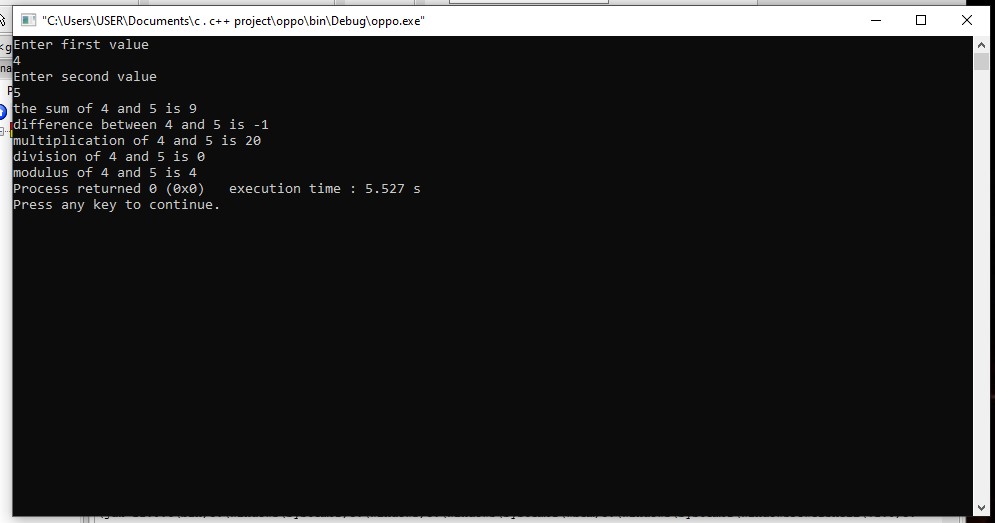 "C:\Users\USER\Documents\c . c++ project\oppo\bin\Debug\oppo.exe"
Enter first value
4
Enter second value
5
the sum of 4 and 5 is 9
difference between 4 and 5 is -1
multiplication of 4 and 5 is 20
division of 4 and 5 is 0
modulus of 4 and 5 is 4
Process returned 0 (0x0)   execution time : 5.527 s
Press any key to continue.